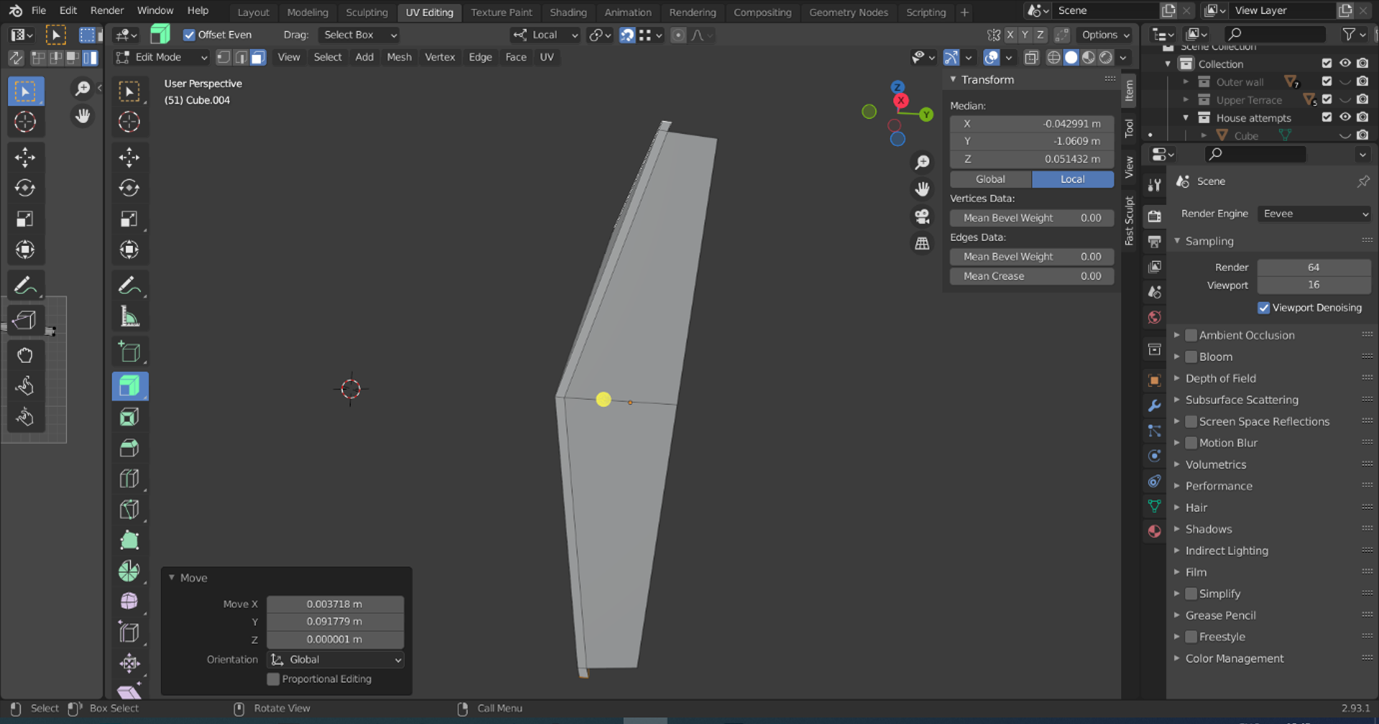 File Edit Render Window Help Layout Modeling Sculpting UV Editing Texture Paint Shading Animation Rendering Compositing Geometry Nodes Scripting + Scene View Layer
Offset Even Drag: Select Box Local X Y Z Options
Edit Mode View Select Add Mesh Vertex Edge Face UV
User Perspective
(51) Cube.004
Z
X
Y
Transform
Median:
X -0.042991 m
Y -1.0609 m
Z 0.051432 m
Global Local
Vertices Data:
Mean Bevel Weight 0.00
Edges Data:
Mean Bevel Weight 0.00
Mean Crease 0.00
Item
Tool
View
Fast Sculpt
Scene Collection
Collection
Outer wall 7
Upper Terrace 5
House attempts
Cube
Scene
Render Engine Eevee
Sampling
Render 64
Viewport 16
Viewport Denoising
Ambient Occlusion
Bloom
Depth of Field
Subsurface Scattering
Screen Space Reflections
Motion Blur
Volumetrics
Performance
Hair
Shadows
Indirect Lighting
Film
Simplify
Grease Pencil
Freestyle
Color Management
Move
Move X 0.003718 m
Y 0.091779 m
Z 0.000001 m
Orientation Global
Proportional Editing
Select Box Select Rotate View Call Menu 2.93.1